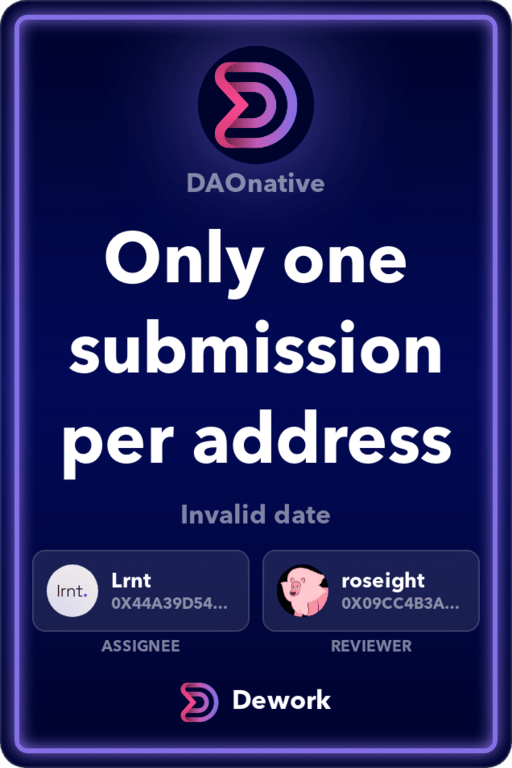 DAOnative
Only one
submission
per address
Invalid date
lrnt.
Lrnt
0X44A39D54...
roseight
0X09CC4B3A...
ASSIGNEE
REVIEWER
Dework